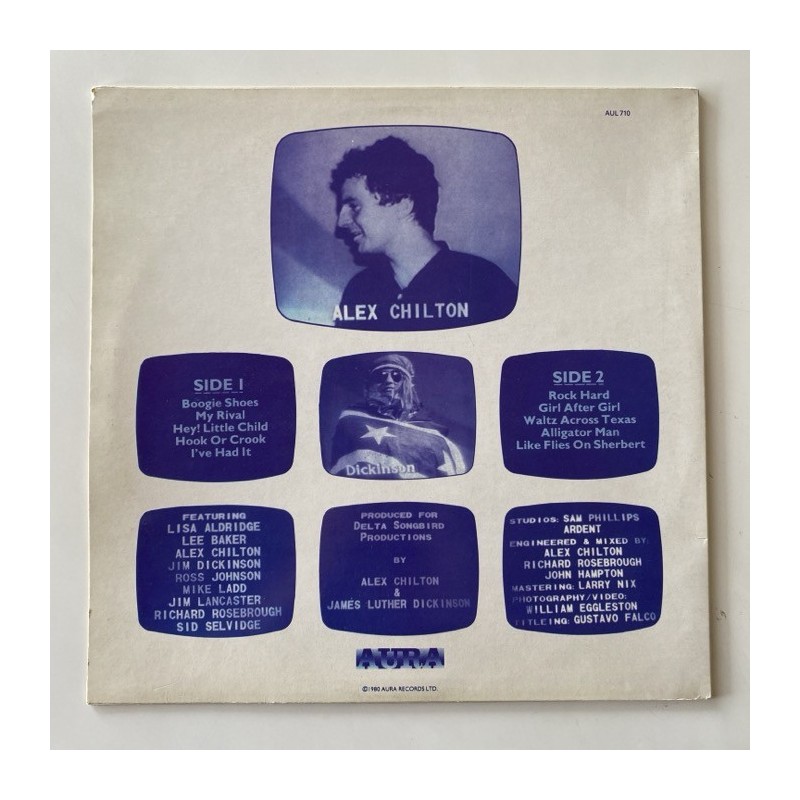 AUL 710
ALEX CHILTON
SIDE 1
Boogie Shoes
My Rival
Hey! Little Child
Hook Or Crook
I've Had It
Dickinson
SIDE 2
Rock Hard
Girl After Girl
Waltz Across Texas
Alligator Man
Like Flies On Sherbert
FEATURING
LISA ALDRIDGE
LEE BAKER
ALEX CHILTON
JIM DICKINSON
ROSS JOHNSON
MIKE LADD
JIM LANCASTER
RICHARD ROSEBROUGH
SID SELVIDGE
PRODUCED FOR
DELTA SONGBIRD
PRODUCTIONS
BY
ALEX CHILTON
&
JAMES LUTHER DICKINSON
STUDIOS: SAM PHILLIPS
ARDENT
ENGINEERED & MIXED BY:
ALEX CHILTON
RICHARD ROSEBROUGH
JOHN HAMPTON
MASTERING: LARRY NIX
PHOTOGRAPHY/VIDEO:
WILLIAM EGGLESTON
TITLEING: GUSTAVO FALCO
AURA
©1980 AURA RECORDS LTD.